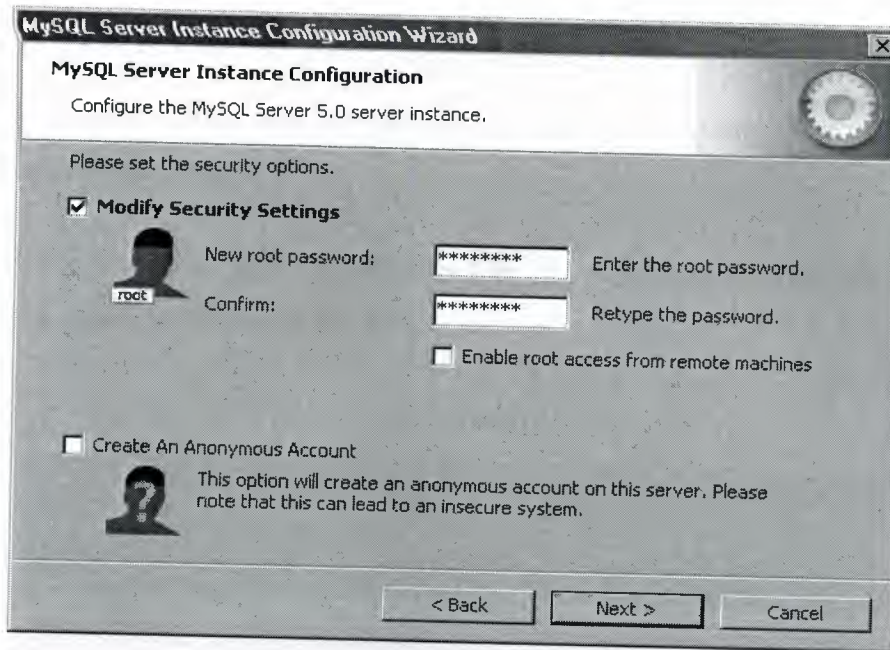 MySQL Server Instance Configuration Wizard
MySQL Server Instance Configuration
Configure the MySQL Server 5.0 server instance.
Please set the security options.
Modify Security Settings
root
New root password:
********
Enter the root password.
Confirm:
********
Retype the password.
Enable root access from remote machines
Create An Anonymous Account
?
This option will create an anonymous account on this server. Please
note that this can lead to an insecure system.
< Back
Next >
Cancel